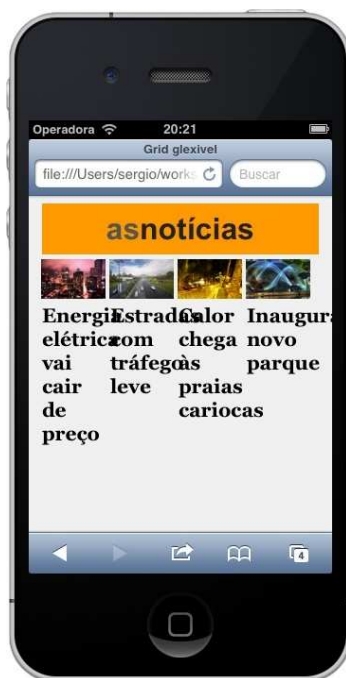 Operadora 20:21
Grid glexivel
file:///Users/sergio/works Buscar
asnotícias
Energia
elétrica
vai
cair
de
preço
Estradas
com
tráfego
leve
Calor
chega
às
praias
cariocas
Inaugura
novo
parque
4